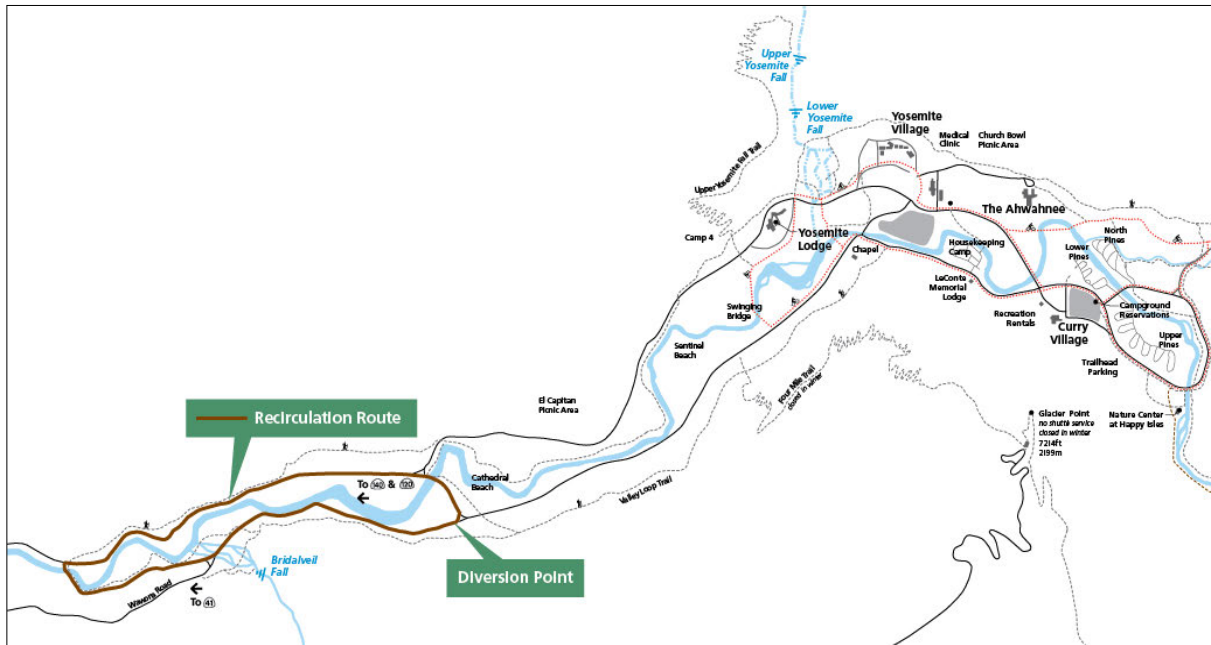 Upper
Yosemite
Fall
Lower
Yosemite
Fall
Yosemite
Village
Medical
Clinic
Church Bowl
Picnic Area
Upper Yosemite Fall Trail
The Ahwahnee
Camp 4
Yosemite
Lodge
Chapel
Housekeeping
Camp
North
Pines
Lower
Pines
LeConte
Memorial
Lodge
Swinging
Bridge
Recreation
Rentals
Campground
Reservations
Curry
Village
Upper
Pines
Sentinel
Beach
Trailhead
Parking
Four Mile Trail
closed in winter
El Capitan
Picnic Area
Glacier Point
no shuttle service
closed in winter
7214ft
2199m
Nature Center
at Happy Isles
Recirculation Route
Cathedral
Beach
To 140 & 120
Valley Loop Trail
Bridalveil
Fall
Diversion Point
Wawona Road
To 41